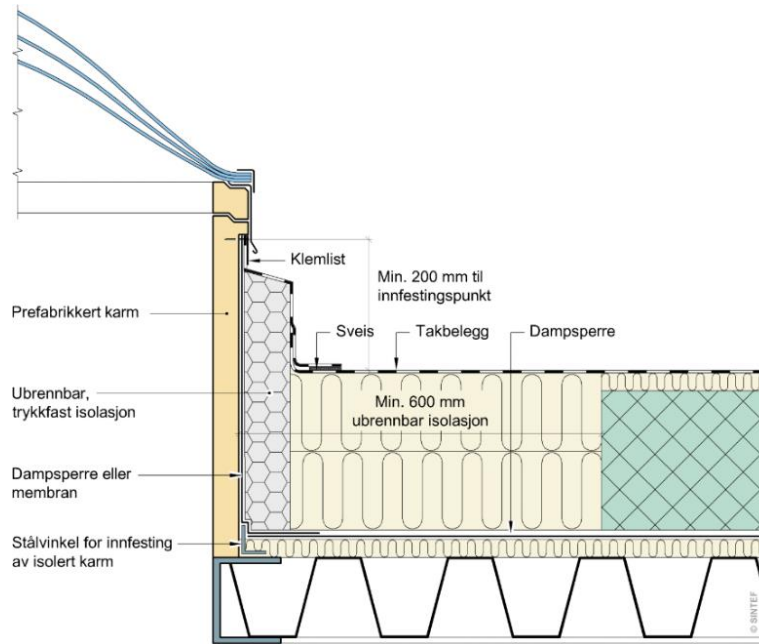 Klemlist
Min. 200 mm til
innfestingspunkt
Prefabrikkert karm
Sveis
Takbelegg
Dampsperre
Ubrennbar,
trykkfast isolasjon
Min. 600 mm
ubrennbar isolasjon
Dampsperre eller
membran
Stålvinkel for innfesting
av isolert karm
© SINTEF